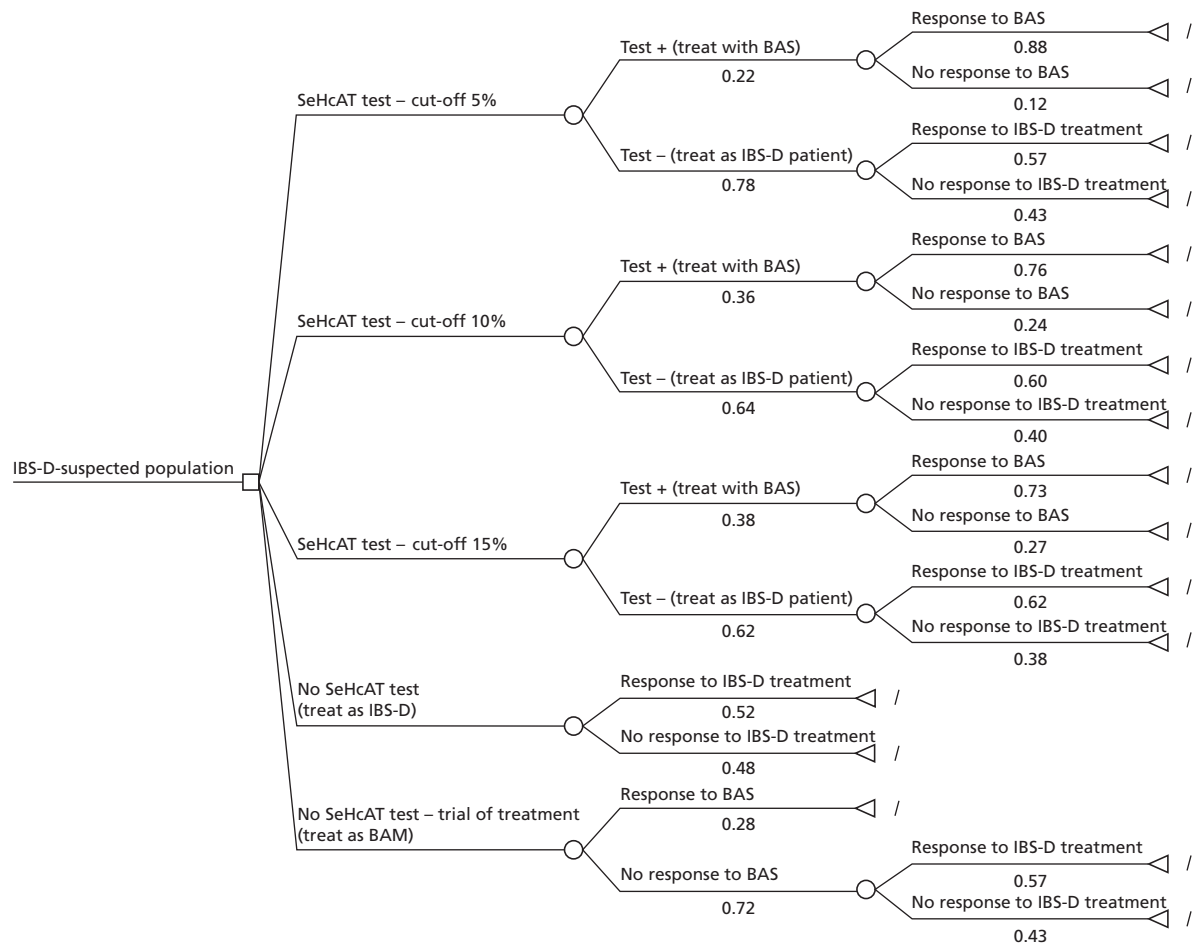 IBS-D-suspected population
SeHcAT test – cut-off 5%
Test + (treat with BAS)
0.22
Response to BAS
0.88
/
No response to BAS
0.12
/
Test – (treat as IBS-D patient)
0.78
Response to IBS-D treatment
0.57
/
No response to IBS-D treatment
0.43
/
SeHcAT test – cut-off 10%
Test + (treat with BAS)
0.36
Response to BAS
0.76
/
No response to BAS
0.24
/
Test – (treat as IBS-D patient)
0.64
Response to IBS-D treatment
0.60
/
No response to IBS-D treatment
0.40
/
SeHcAT test – cut-off 15%
Test + (treat with BAS)
0.38
Response to BAS
0.73
/
No response to BAS
0.27
/
Test – (treat as IBS-D patient)
0.62
Response to IBS-D treatment
0.62
/
No response to IBS-D treatment
0.38
/
No SeHcAT test
(treat as IBS-D)
Response to IBS-D treatment
0.52
/
No response to IBS-D treatment
0.48
/
No SeHcAT test – trial of treatment
(treat as BAM)
Response to BAS
0.28
/
No response to BAS
0.72
Response to IBS-D treatment
0.57
/
No response to IBS-D treatment
0.43
/